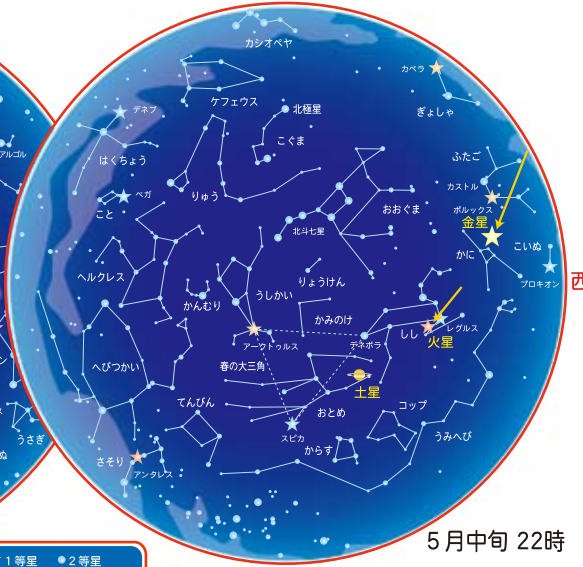 カシオペヤ
カペラ
ケフェウス
北極星
ぎょしゃ
デネブ
こぐま
アルゴル
はくちょう
ふたご
カストル
ベガ
りゅう
おおぐま
ポルックス
こと
金星
北斗七星
こいぬ
かに
西
ヘルクレス
りょうけん
プロキオン
うしかい
かんむり
かみのけ
レグルス
しし
火星
アークトゥルス
デネボラ
へびつかい
春の大三角
土星
てんびん
おとめ
コップ
うさぎ
スピカ
うみへび
からす
さそり
アンタレス
5月中旬 22時
1等星 2等星